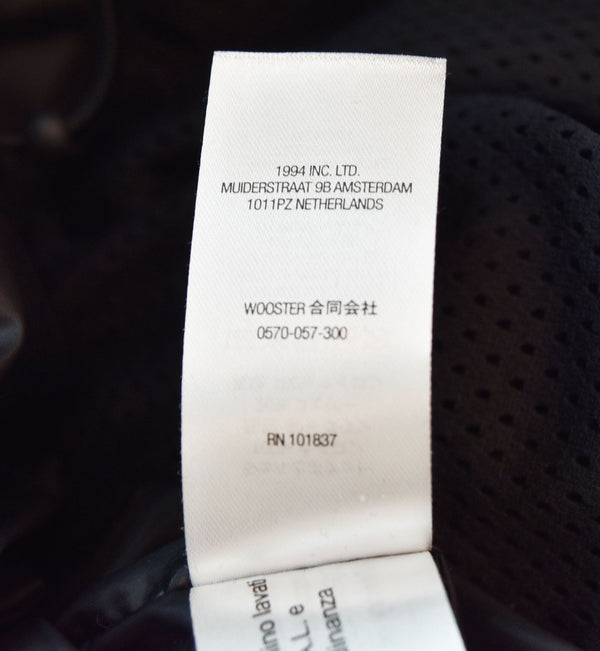 1994 INC. LTD.
MUIDERSTRAAT 9B AMSTERDAM
1011PZ NETHERLANDS
WOOSTER 合同会社
0570-057-300
RN 101837